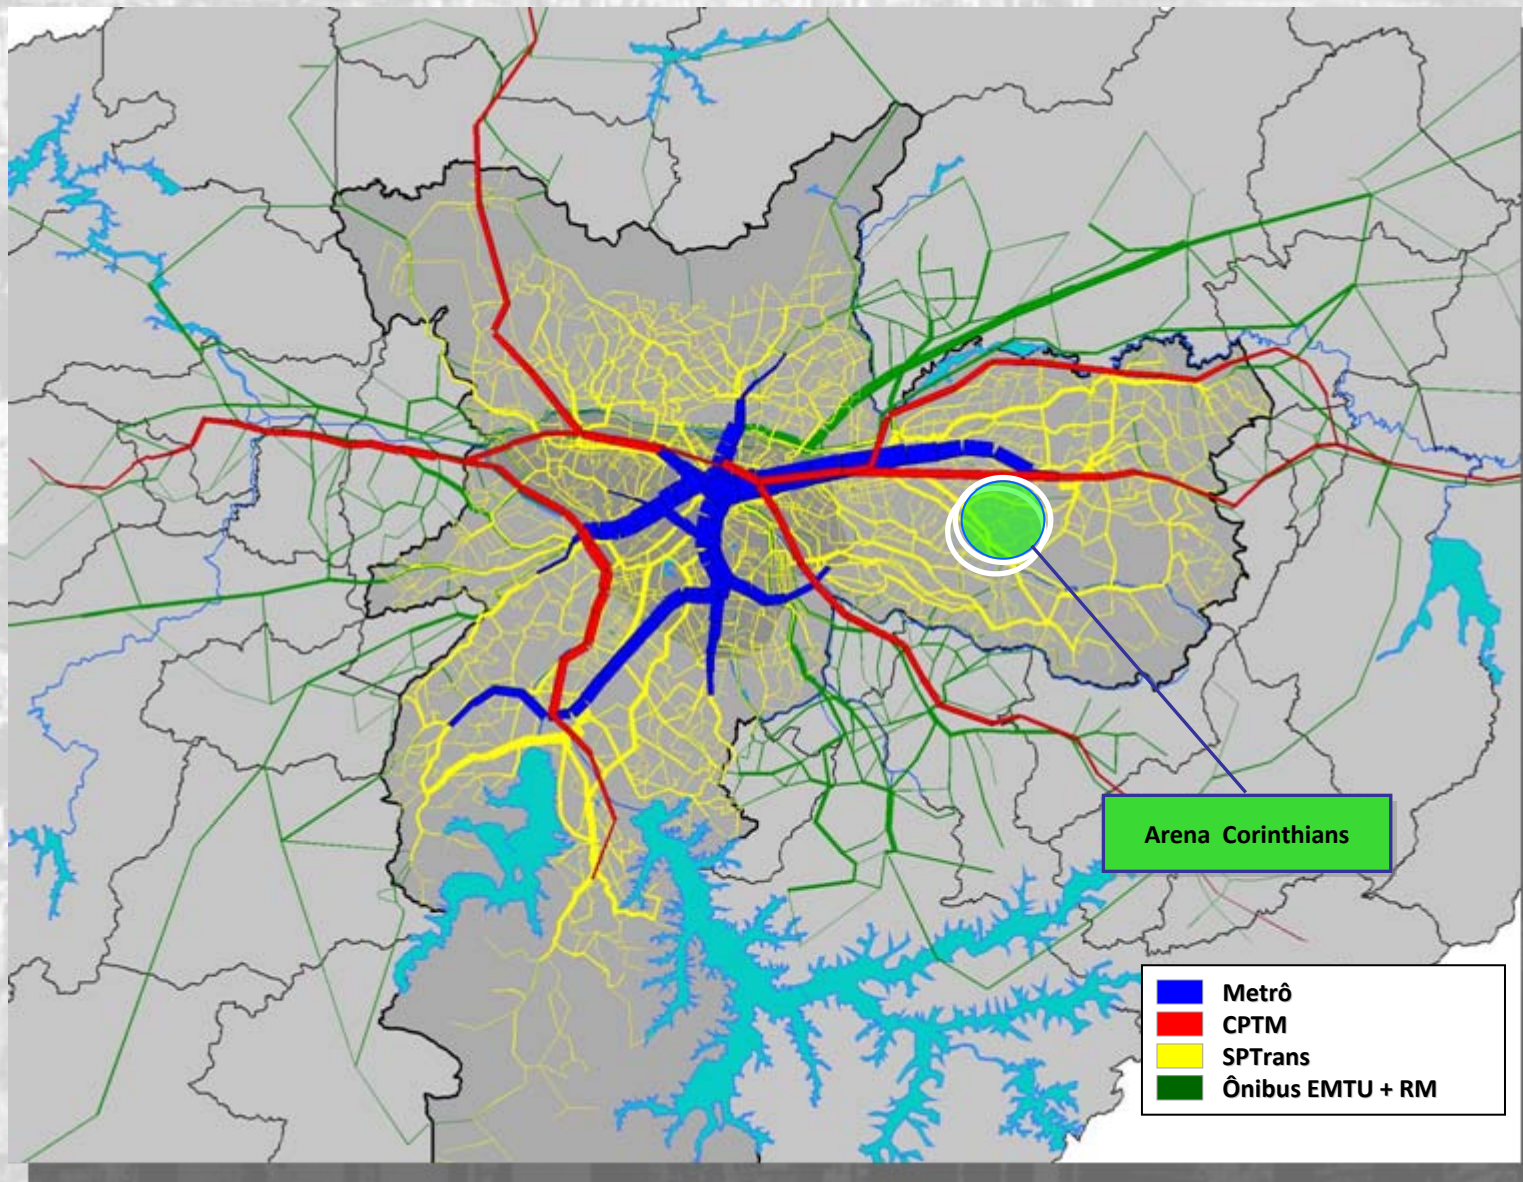 Arena Corinthians
Metrô
CPTM
SPTrans
Ônibus EMTU + RM